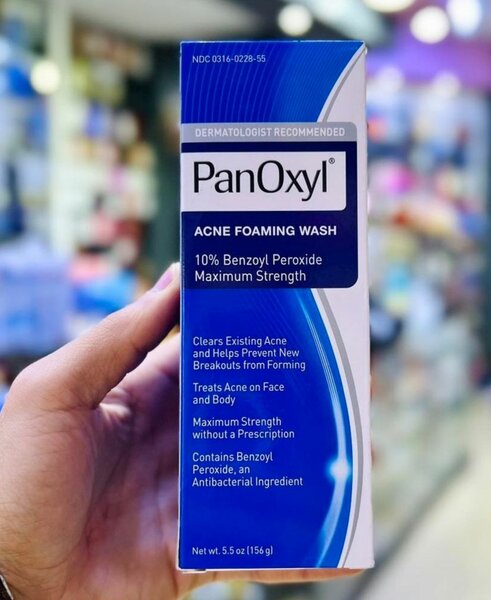 NDC 0316-0228-55
DERMATOLOGIST RECOMMENDED
PanOxyl®
ACNE FOAMING WASH
10% Benzoyl Peroxide
Maximum Strength
Clears Existing Acne
and Helps Prevent New
Breakouts from Forming
Treats Acne on Face
and Body
Maximum Strength
without a Prescription
Contains Benzoyl
Peroxide, an
Antibacterial Ingredient
Net wt. 5.5 oz (156 g)